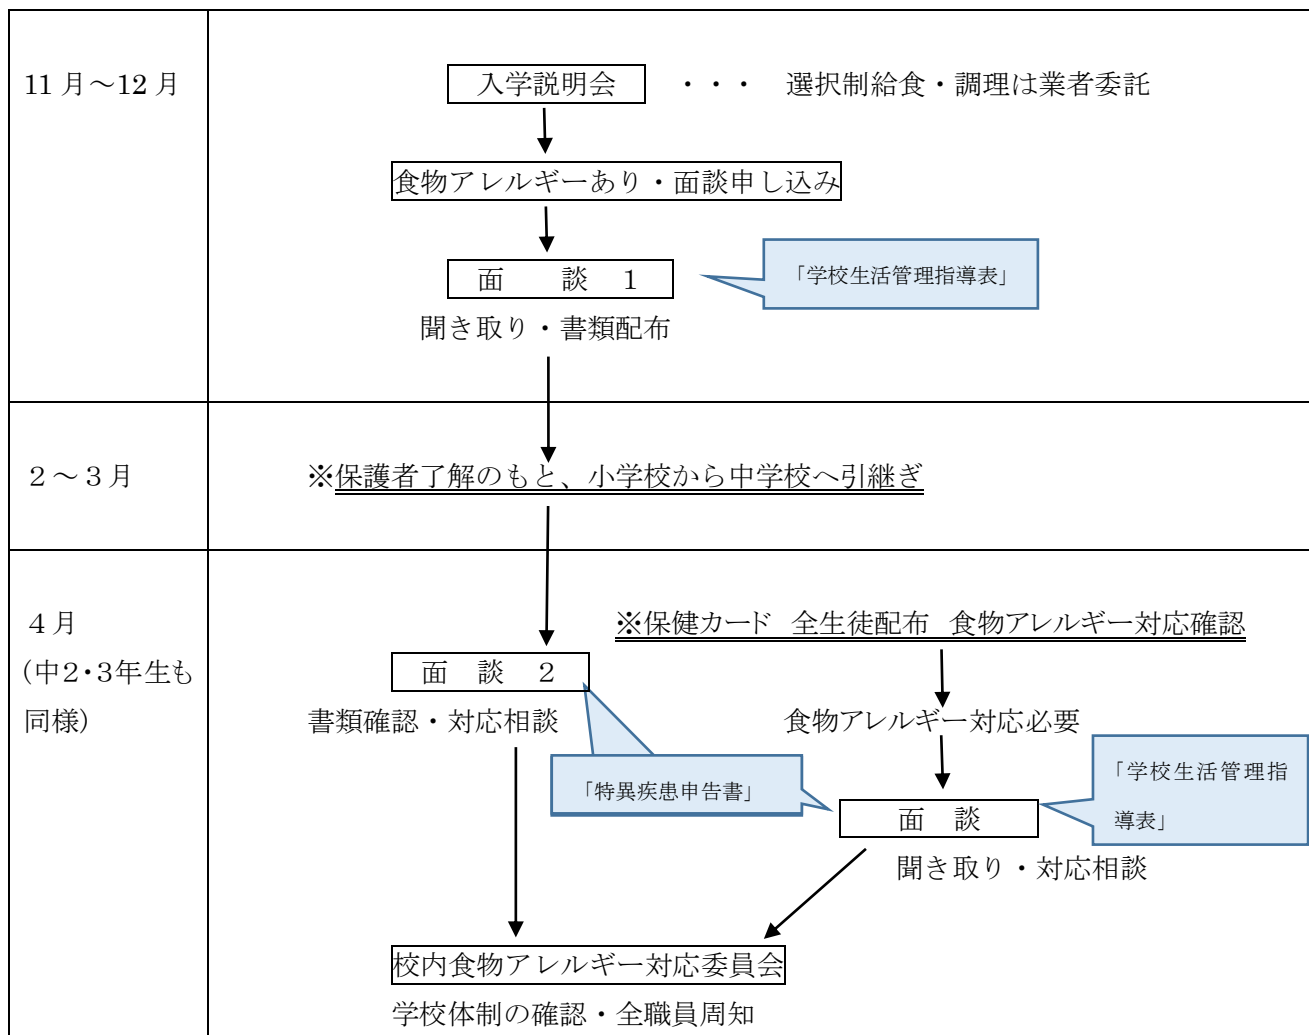 11月～12月
入学説明会　・・・　選択制給食・調理は業者委託
食物アレルギーあり・面談申し込み
面　談　1
「学校生活管理指導表」
聞き取り・書類配布
２～３月
※保護者了解のもと、小学校から中学校へ引継ぎ
４月
(中２・３年生も
同様)
※保健カード　全生徒配布　食物アレルギー対応確認
面　談　２
書類確認・対応相談
食物アレルギー対応必要
「特異疾患申告書」
「学校生活管理指
導表」
面　談
聞き取り・対応相談
校内食物アレルギー対応委員会
学校体制の確認・全職員周知